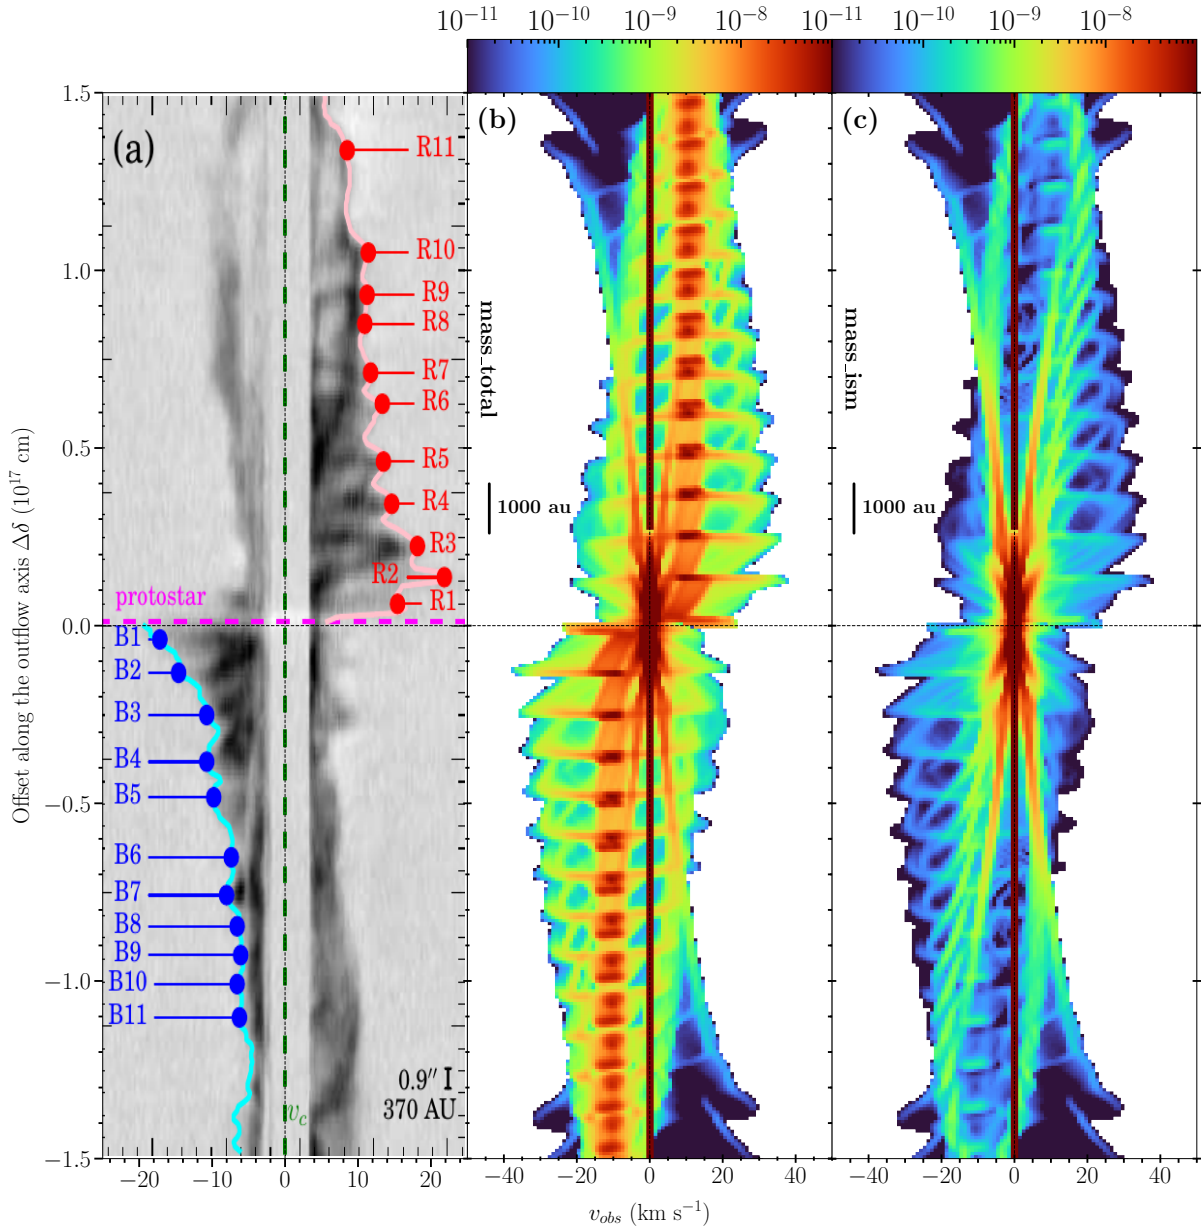 10⁻¹¹ 10⁻¹⁰ 10⁻⁹ 10⁻⁸ 10⁻¹¹ 10⁻¹⁰ 10⁻⁹ 10⁻⁸
1.5
1.0
0.5
0.0
−0.5
−1.0
−1.5
Offset along the outflow axis Δδ (10¹⁷ cm)
(a)
R11
R10
R9
R8
R7
R6
R5
R4
R3
R2
R1
protostar
B1
B2
B3
B4
B5
B6
B7
B8
B9
B10
B11
0.9″ I
370 AU
v_c
−20 −10 0 10 20
(b)
mass_total
1000 au
−40 −20 0 20 40
(c)
mass_ism
1000 au
−40 −20 0 20 40
v_obs (km s⁻¹)